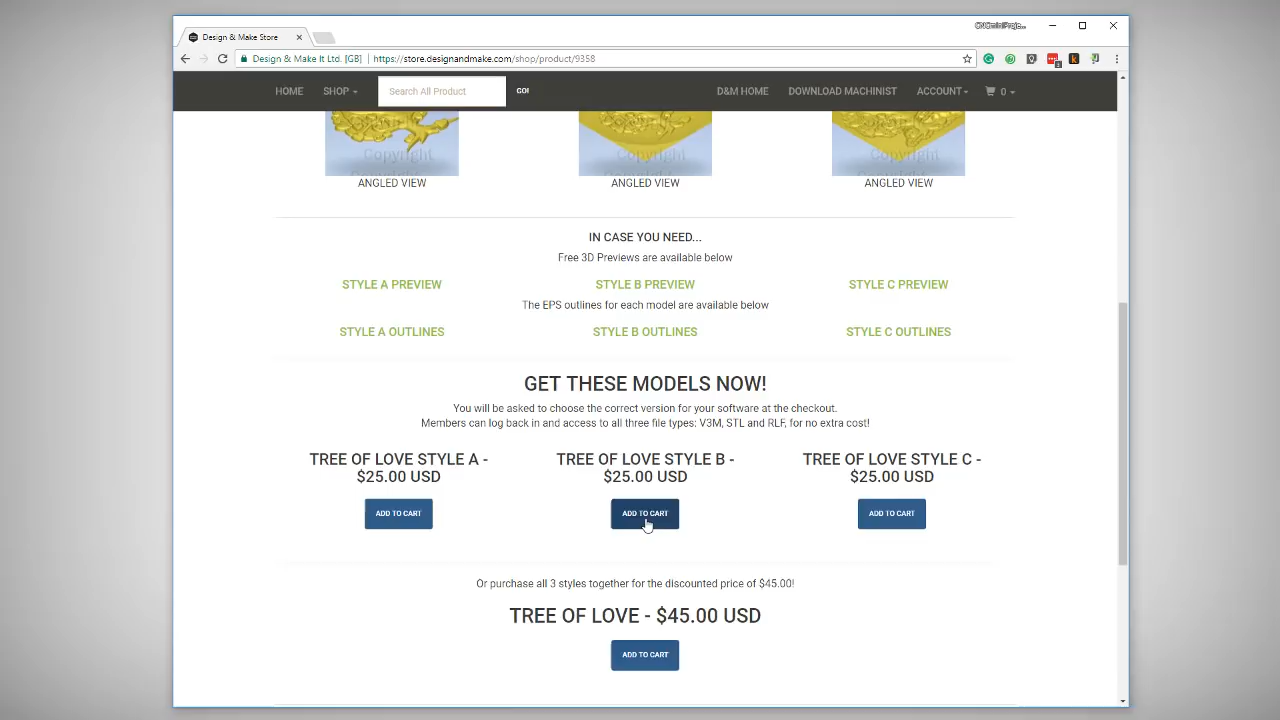 Design & Make Store
Design & Make It Ltd. [GB]
https://store.designandmake.com/shop/product/9358
HOME
SHOP
Search All Product
GO!
D&M HOME
DOWNLOAD MACHINIST
ACCOUNT
0
Copyright
Copyright
Copyright
ANGLED VIEW
ANGLED VIEW
ANGLED VIEW
IN CASE YOU NEED...
Free 3D Previews are available below
STYLE A PREVIEW
STYLE B PREVIEW
STYLE C PREVIEW
The EPS outlines for each model are available below
STYLE A OUTLINES
STYLE B OUTLINES
STYLE C OUTLINES
GET THESE MODELS NOW!
You will be asked to choose the correct version for your software at the checkout.
Members can log back in and access to all three file types: V3M, STL and RLF, for no extra cost!
TREE OF LOVE STYLE A -
$25.00 USD
TREE OF LOVE STYLE B -
$25.00 USD
TREE OF LOVE STYLE C -
$25.00 USD
ADD TO CART
ADD TO CART
ADD TO CART
Or purchase all 3 styles together for the discounted price of $45.00!
TREE OF LOVE - $45.00 USD
ADD TO CART